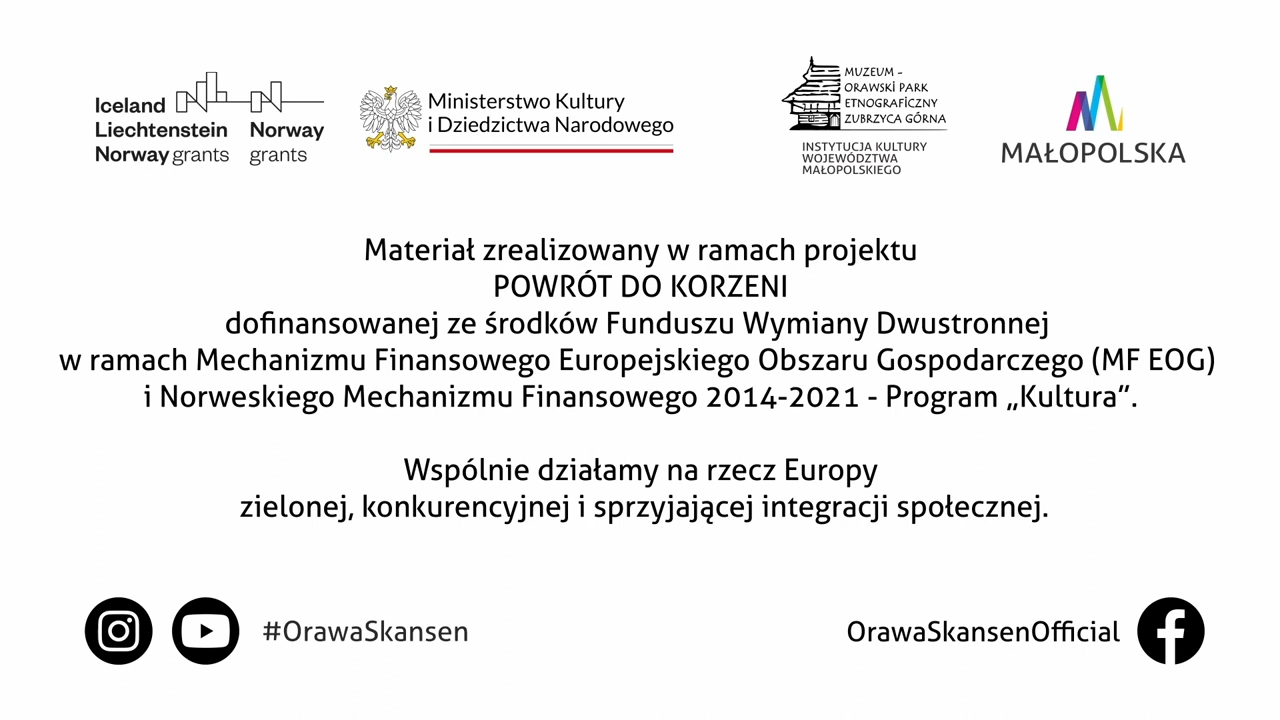 Iceland
Liechtenstein
Norway grants
Norway
grants
Ministerstwo Kultury
i Dziedzictwa Narodowego
MUZEUM -
ORAWSKI PARK
ETNOGRAFICZNY
ZUBRZYCA GÓRNA
INSTYTUCJA KULTURY
WOJEWÓDZTWA
MAŁOPOLSKIEGO
MAŁOPOLSKA
Materiał zrealizowany w ramach projektu
POWRÓT DO KORZENI
dofinansowanej ze środków Funduszu Wymiany Dwustronnej
w ramach Mechanizmu Finansowego Europejskiego Obszaru Gospodarczego (MF EOG)
i Norweskiego Mechanizmu Finansowego 2014-2021 - Program „Kultura”.
Wspólnie działamy na rzecz Europy
zielonej, konkurencyjnej i sprzyjającej integracji społecznej.
#OrawaSkansen
OrawaSkansenOfficial